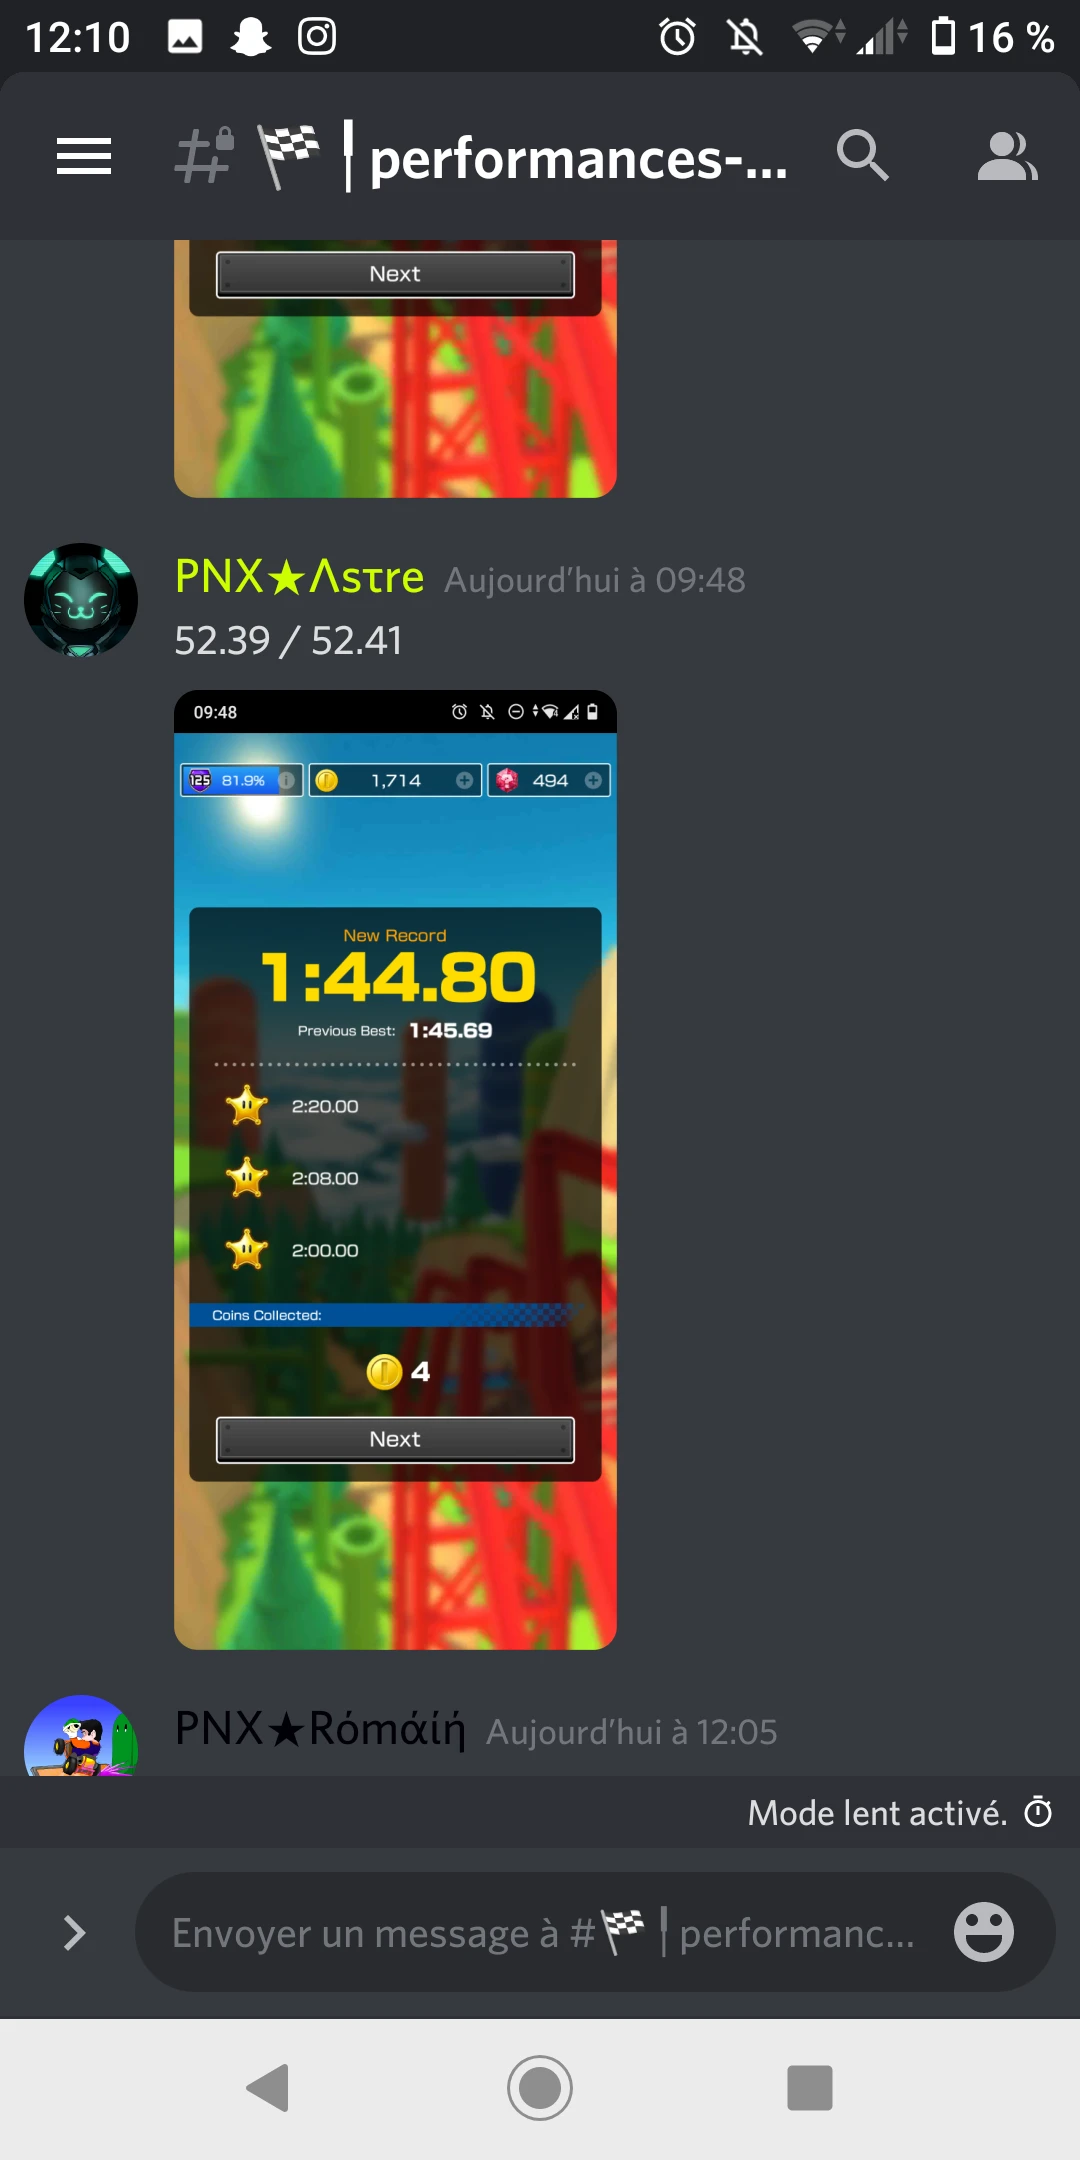 12:10
16 %
performances-...
Next
PNX★Λsτre Aujourd’hui à 09:48
52.39 / 52.41
09:48
125 81.9% 1,714 494
New Record
1:44.80
Previous Best: 1:45.69
2:20.00
2:08.00
2:00.00
Coins Collected:
4
Next
PNX★Rómάíή Aujourd’hui à 12:05
Mode lent activé.
Envoyer un message à #🏁╿performanc...